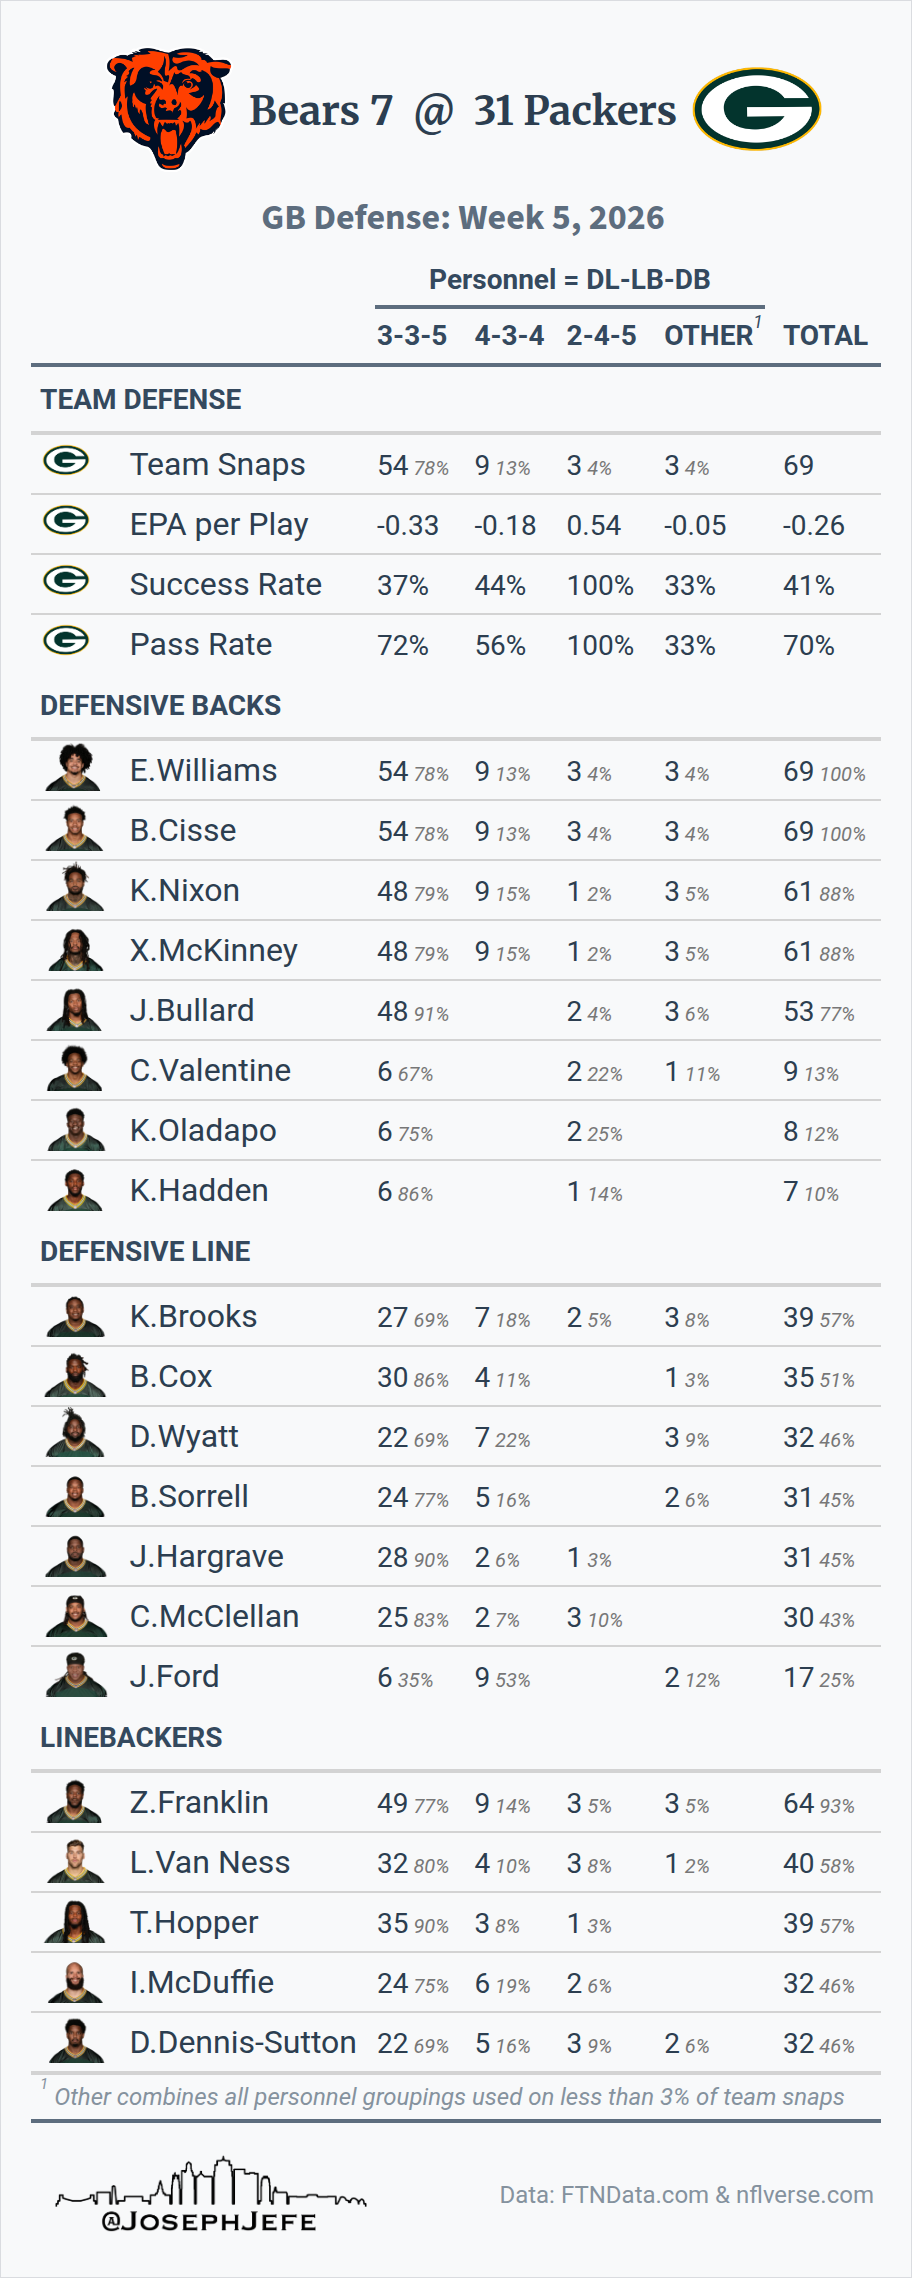 Bears 7 @ 31 Packers
GB Defense: Week 5, 2026
Personnel = DL-LB-DB
3-3-5 4-3-4 2-4-5 OTHER 1 TOTAL
TEAM DEFENSE
Team Snaps 54 78% 9 13% 3 4% 3 4% 69
EPA per Play -0.33 -0.18 0.54 -0.05 -0.26
Success Rate 37% 44% 100% 33% 41%
Pass Rate 72% 56% 100% 33% 70%
DEFENSIVE BACKS
E.Williams 54 78% 9 13% 3 4% 3 4% 69 100%
B.Cisse 54 78% 9 13% 3 4% 3 4% 69 100%
K.Nixon 48 79% 9 15% 1 2% 3 5% 61 88%
X.McKinney 48 79% 9 15% 1 2% 3 5% 61 88%
J.Bullard 48 91% 2 4% 3 6% 53 77%
C.Valentine 6 67% 2 22% 1 11% 9 13%
K.Oladapo 6 75% 2 25% 8 12%
K.Hadden 6 86% 1 14% 7 10%
DEFENSIVE LINE
K.Brooks 27 69% 7 18% 2 5% 3 8% 39 57%
B.Cox 30 86% 4 11% 1 3% 35 51%
D.Wyatt 22 69% 7 22% 3 9% 32 46%
B.Sorrell 24 77% 5 16% 2 6% 31 45%
J.Hargrave 28 90% 2 6% 1 3% 31 45%
C.McClellan 25 83% 2 7% 3 10% 30 43%
J.Ford 6 35% 9 53% 2 12% 17 25%
LINEBACKERS
Z.Franklin 49 77% 9 14% 3 5% 3 5% 64 93%
L.Van Ness 32 80% 4 10% 3 8% 1 2% 40 58%
T.Hopper 35 90% 3 8% 1 3% 39 57%
I.McDuffie 24 75% 6 19% 2 6% 32 46%
D.Dennis-Sutton 22 69% 5 16% 3 9% 2 6% 32 46%
1 Other combines all personnel groupings used on less than 3% of team snaps
@JOSEPHJEFE
Data: FTNData.com & nflverse.com